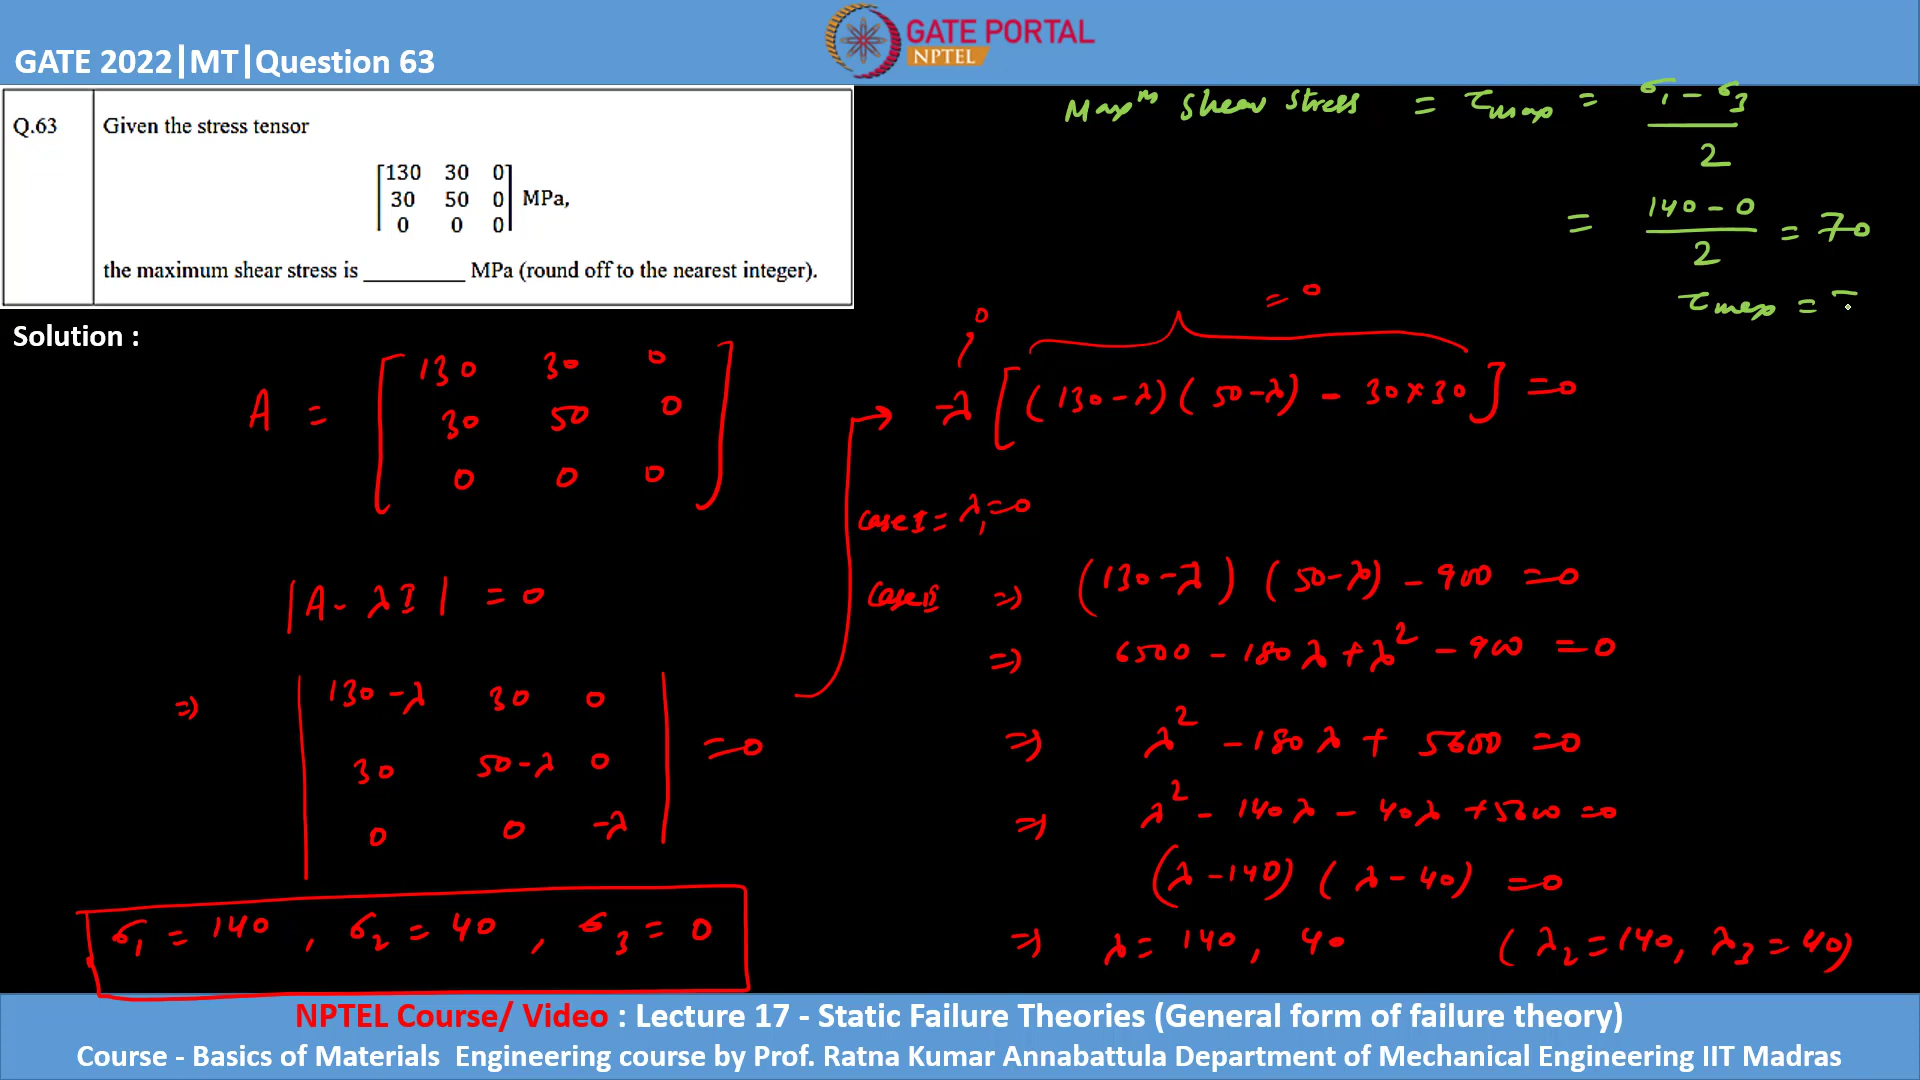 GATE PORTAL
NPTEL
GATE 2022|MT|Question 63
Q.63 Given the stress tensor
[130 30 0]
[30 50 0] MPa,
[0 0 0]
the maximum shear stress is ________ MPa (round off to the nearest integer).
Maxᵐ Shear Stress = τmax = σ1 - σ3 / 2
= 140 - 0 / 2 = 70
τmax =
Solution :
A = [130 30 0]
[30 50 0]
[0 0 0]
|A - λI| = 0
⇒ |130-λ 30 0|
|30 50-λ 0| = 0
|0 0 -λ|
σ1 = 140 , σ2 = 40 , σ3 = 0
= 0
0
-λ [(130-λ)(50-λ) - 30×30] = 0
Case I = λ1 = 0
Case II ⇒ (130-λ)(50-λ) - 900 = 0
⇒ 6500 - 180λ + λ² - 900 = 0
⇒ λ² - 180λ + 5600 = 0
⇒ λ² - 140λ - 40λ + 5600 = 0
(λ-140)(λ-40) = 0
⇒ λ = 140, 40 (λ2 = 140, λ3 = 40)
NPTEL Course/ Video : Lecture 17 - Static Failure Theories (General form of failure theory)
Course - Basics of Materials Engineering course by Prof. Ratna Kumar Annabattula Department of Mechanical Engineering IIT Madras